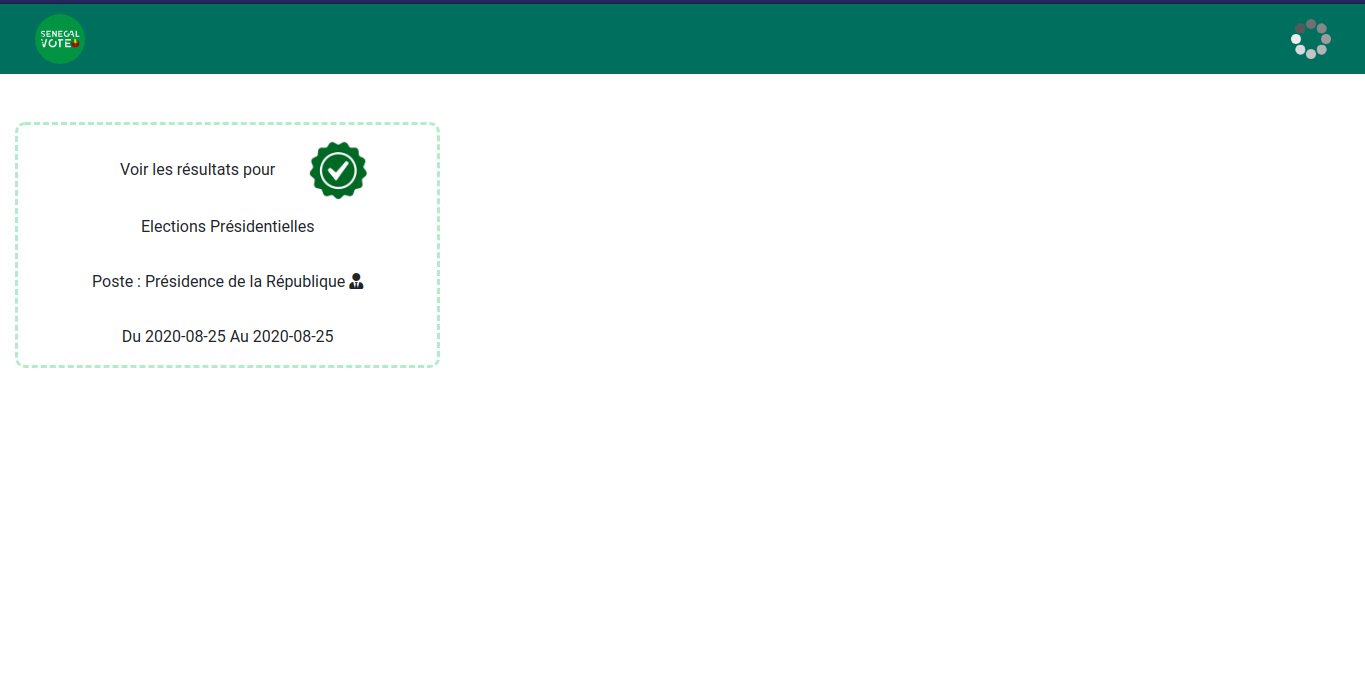 SENEGAL
VOTE
Voir les résultats pour
Elections Présidentielles
Poste : Présidence de la République
Du 2020-08-25 Au 2020-08-25